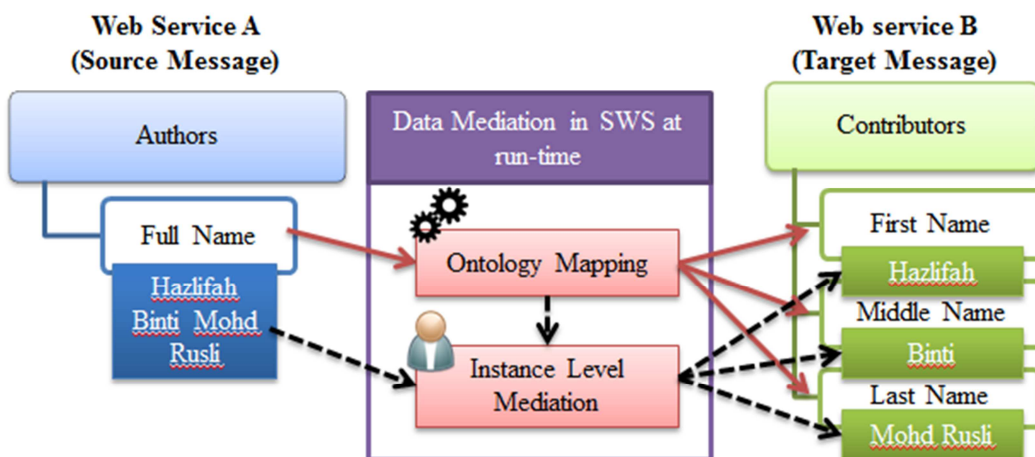 Web Service A
(Source Message)
Authors
Full Name
Hazlifah
Binti Mohd
Rusli
Data Mediation in SWS at
run-time
Ontology Mapping
Instance Level
Mediation
Web service B
(Target Message)
Contributors
First Name
Hazlifah
Middle Name
Binti
Last Name
Mohd Rusli